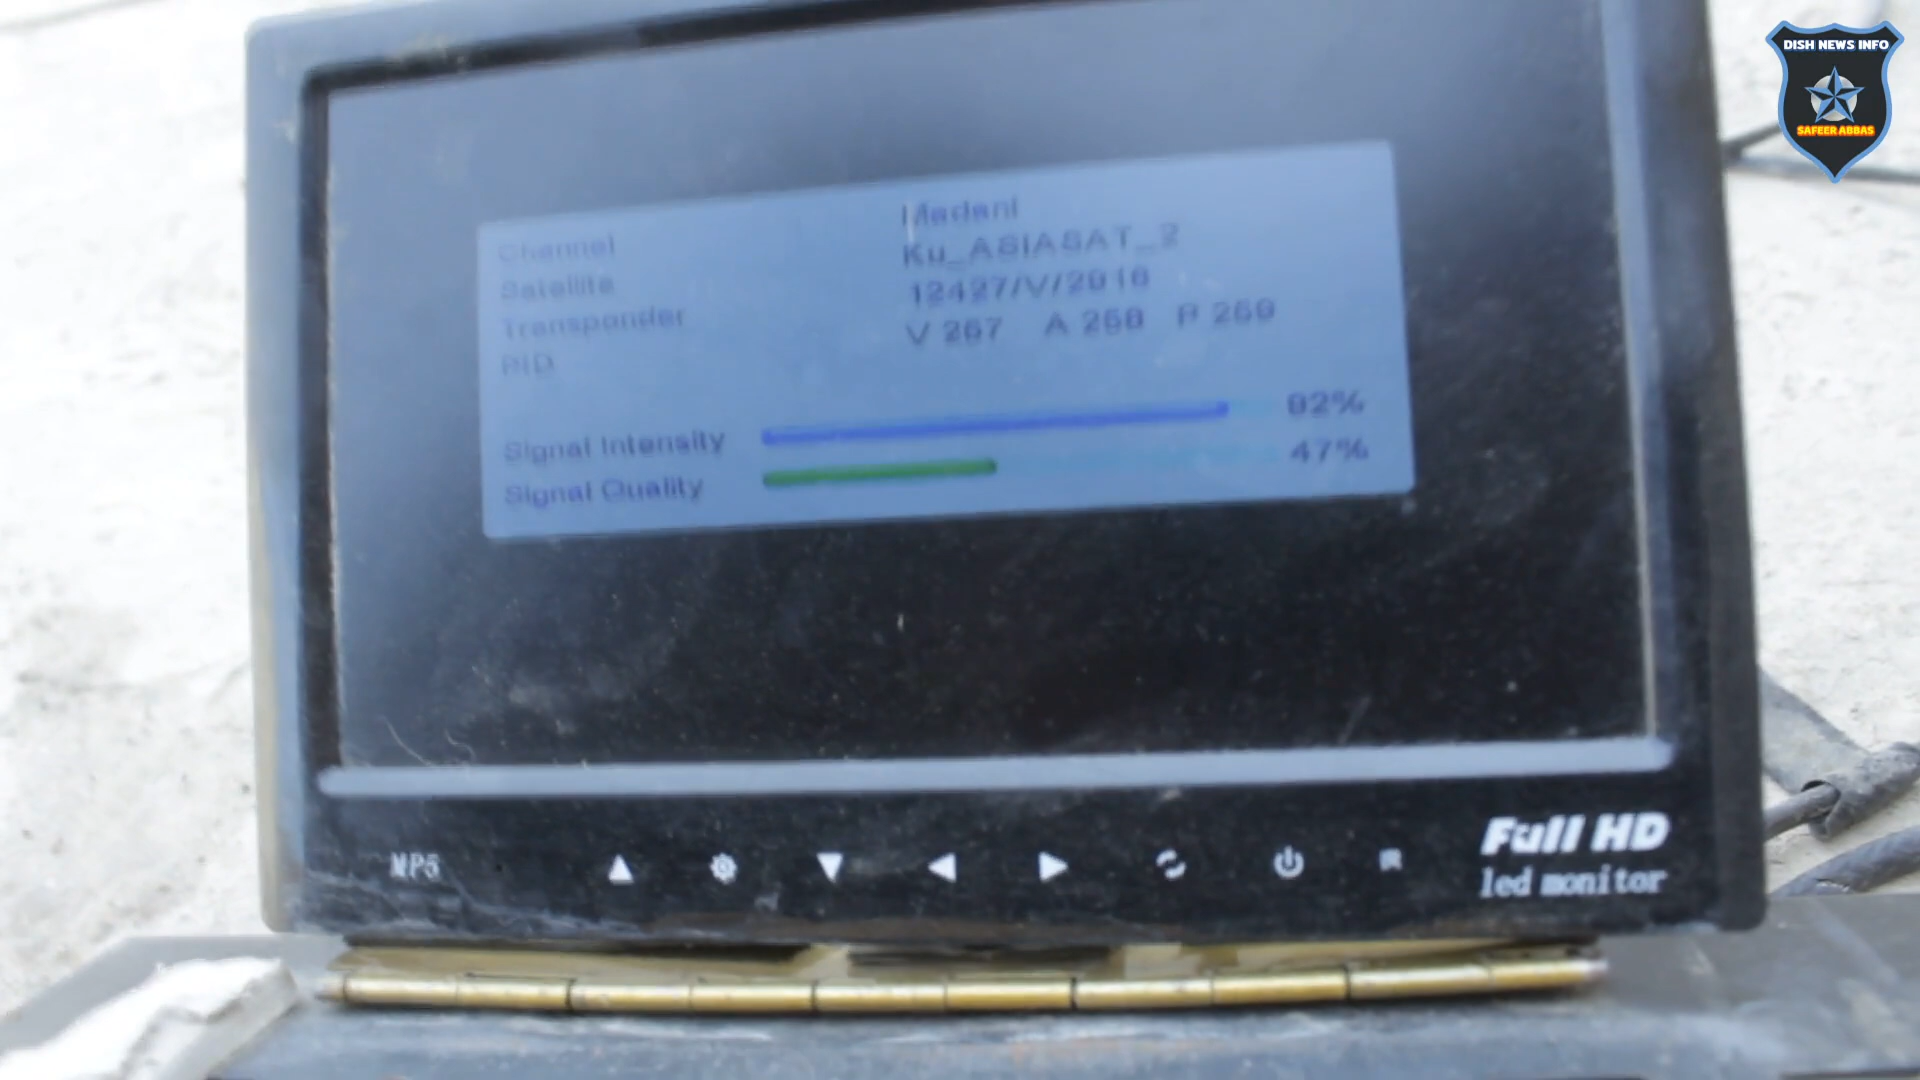 DISH NEWS INFO
SAFEER ABBAS
Channel Madani
Satellite Ku_ASIASAT_2
Transponder 12427/V/2916
PID V 267 A 268 P 269
Signal Intensity 92%
Signal Quality 47%
MP5
Full HD
led monitor